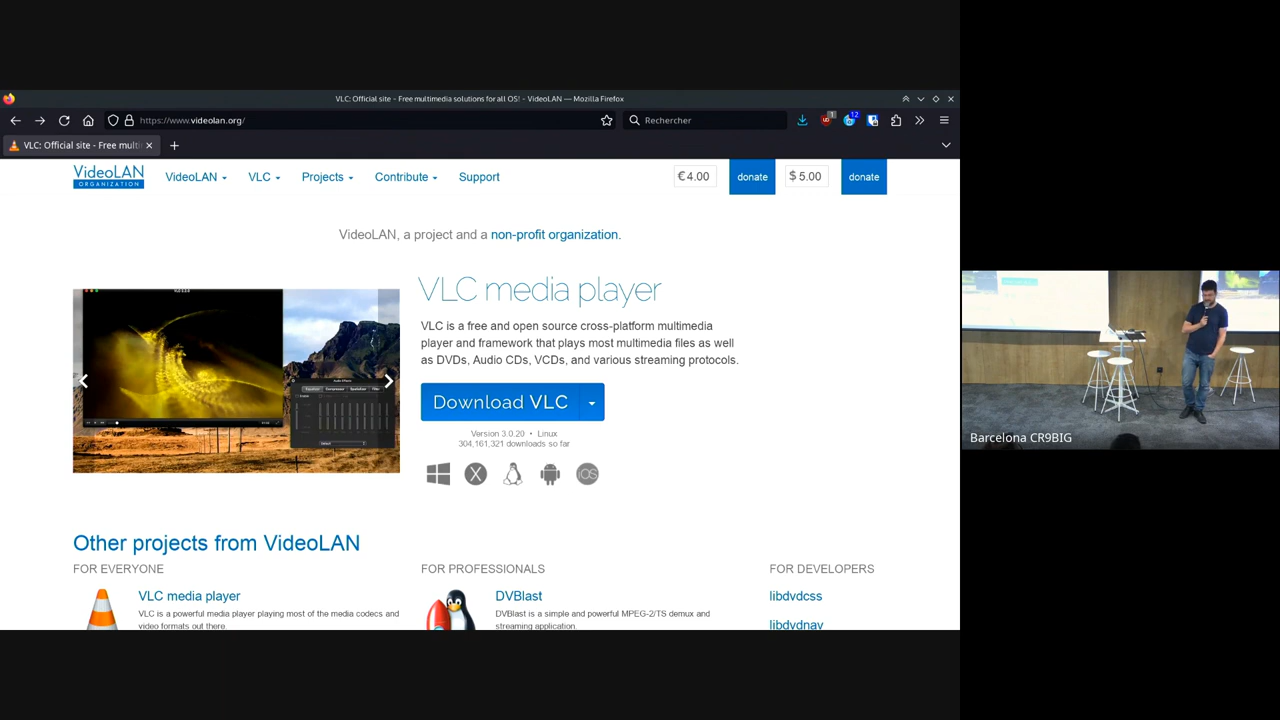 VLC: Official site - Free multimedia solutions for all OS! - VideoLAN — Mozilla Firefox
https://www.videolan.org/
Rechercher
1
12
VLC: Official site - Free multi
VideoLAN
ORGANIZATION
VideoLAN
VLC
Projects
Contribute
Support
€ 4.00
donate
$ 5.00
donate
VideoLAN, a project and a non-profit organization.
VLC media player
VLC is a free and open source cross-platform multimedia
player and framework that plays most multimedia files as well
as DVDs, Audio CDs, VCDs, and various streaming protocols.
Download VLC
Version 3.0.20 • Linux
304,161,321 downloads so far
iOS
Other projects from VideoLAN
FOR EVERYONE
VLC media player
VLC is a powerful media player playing most of the media codecs and
video formats out there.
FOR PROFESSIONALS
DVBlast
DVBlast is a simple and powerful MPEG-2/TS demux and
streaming application.
FOR DEVELOPERS
libdvdcss
libdvdnav
Barcelona CR9BIG